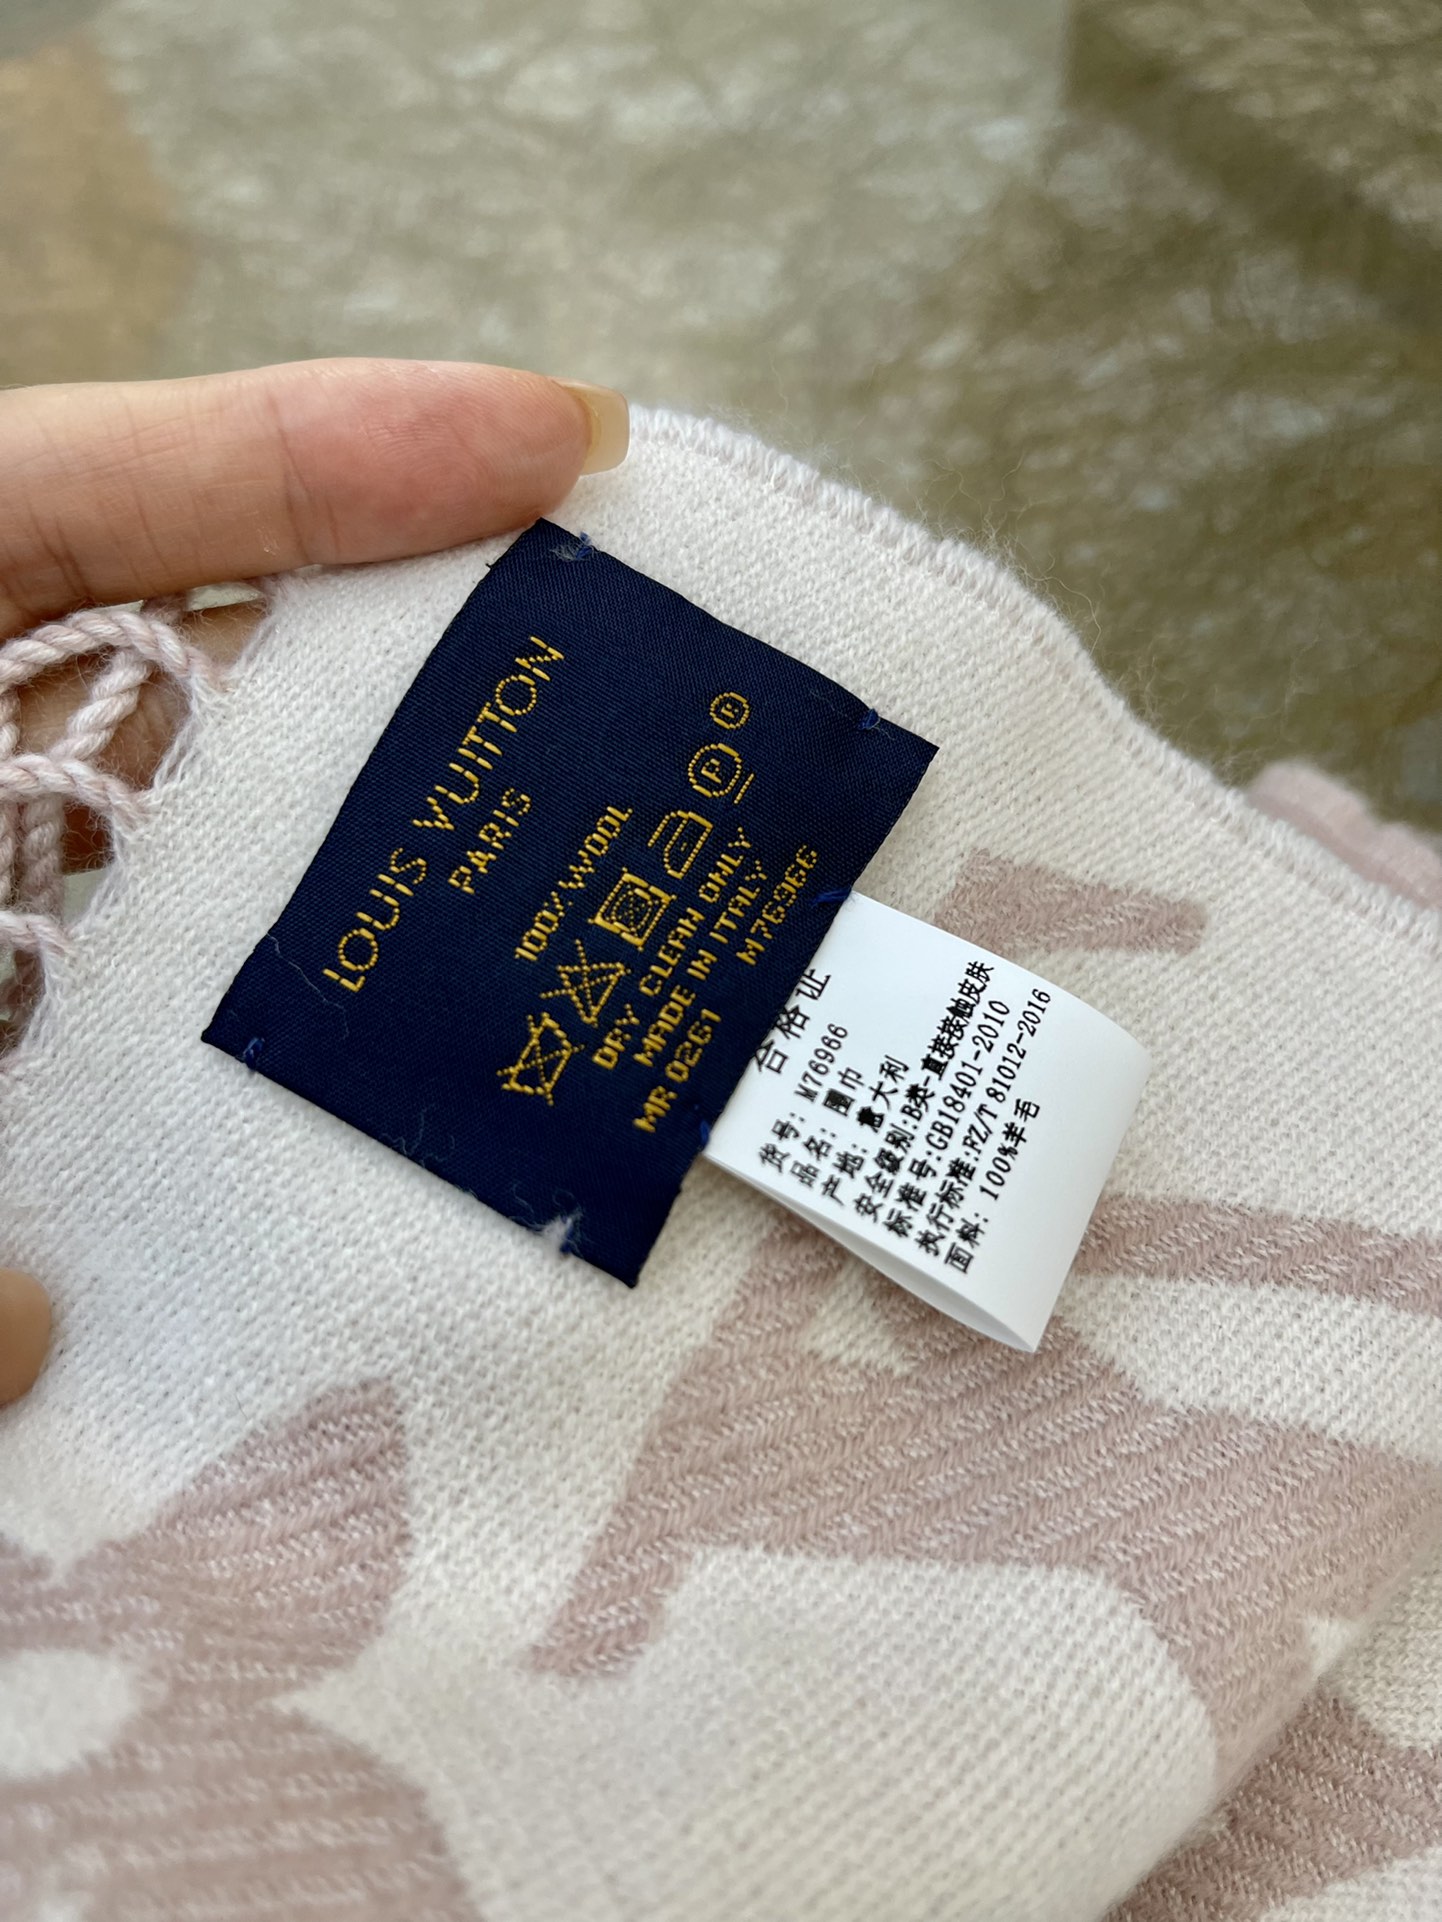 LOUIS VUITTON
PARIS
100% WOOL
P
B
DRY CLEAN ONLY
MADE IN ITALY
MR 0261 M76966
合格证
货号: M76966
品名: 围巾
产地: 意大利
安全级别:B类-直接接触皮肤
标准号:GB18401-2010
执行标准:FZ/T 81012-2016
面料: 100%羊毛